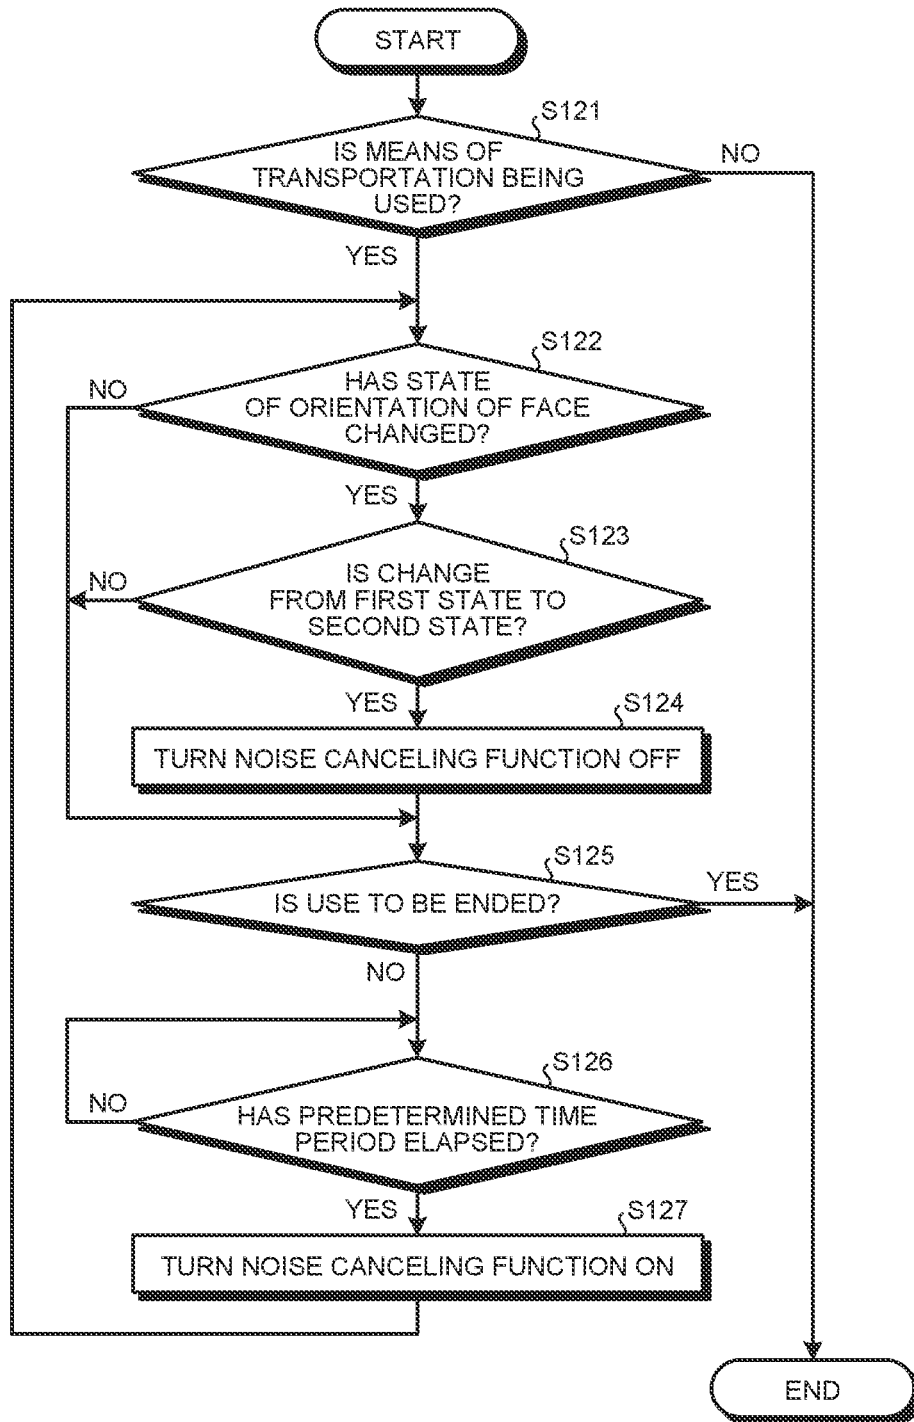 START
S121
IS MEANS OF
TRANSPORTATION BEING
USED?
NO
YES
S122
HAS STATE
OF ORIENTATION OF FACE
CHANGED?
NO
YES
S123
IS CHANGE
FROM FIRST STATE TO
SECOND STATE?
NO
YES
S124
TURN NOISE CANCELING FUNCTION OFF
S125
IS USE TO BE ENDED?
YES
NO
S126
HAS PREDETERMINED TIME
PERIOD ELAPSED?
NO
YES
S127
TURN NOISE CANCELING FUNCTION ON
END